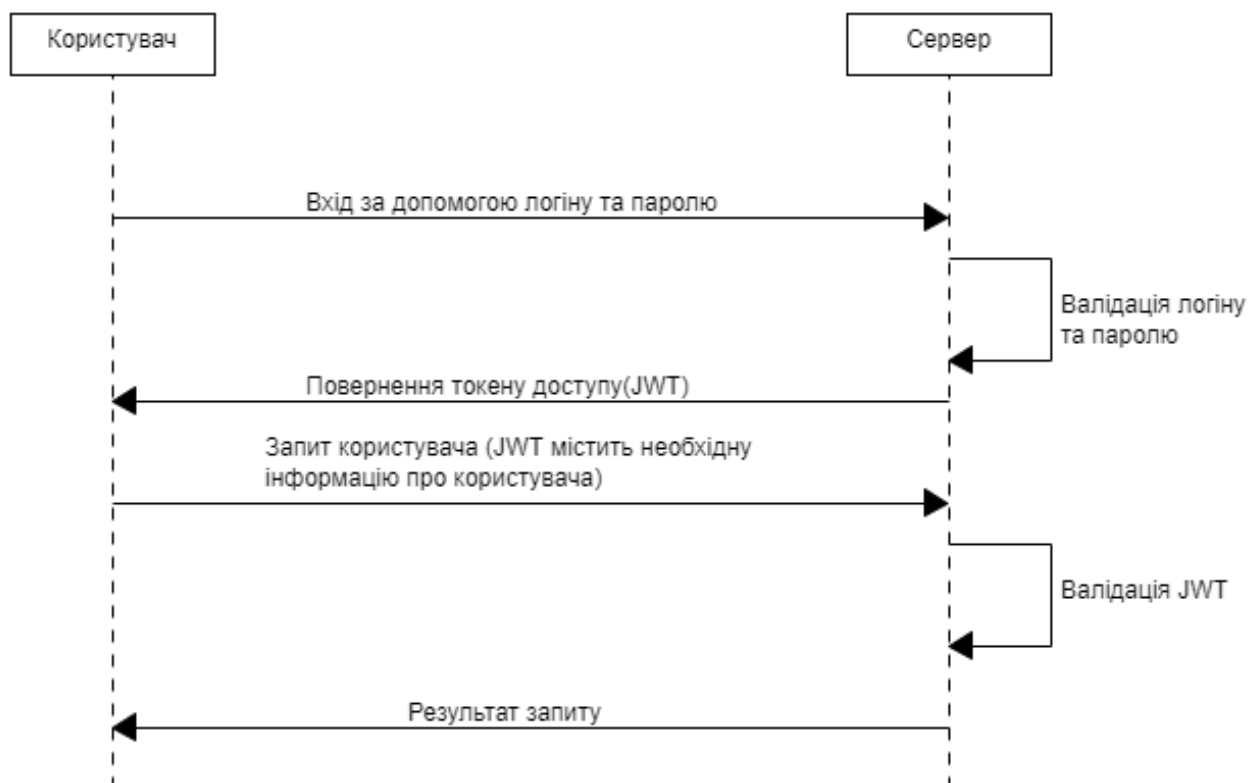 Користувач
Сервер
Вхід за допомогою логіну та паролю
Валідація логіну
та паролю
Повернення токену доступу(JWT)
Запит користувача (JWT містить необхідну
інформацію про користувача)
Валідація JWT
Результат запиту